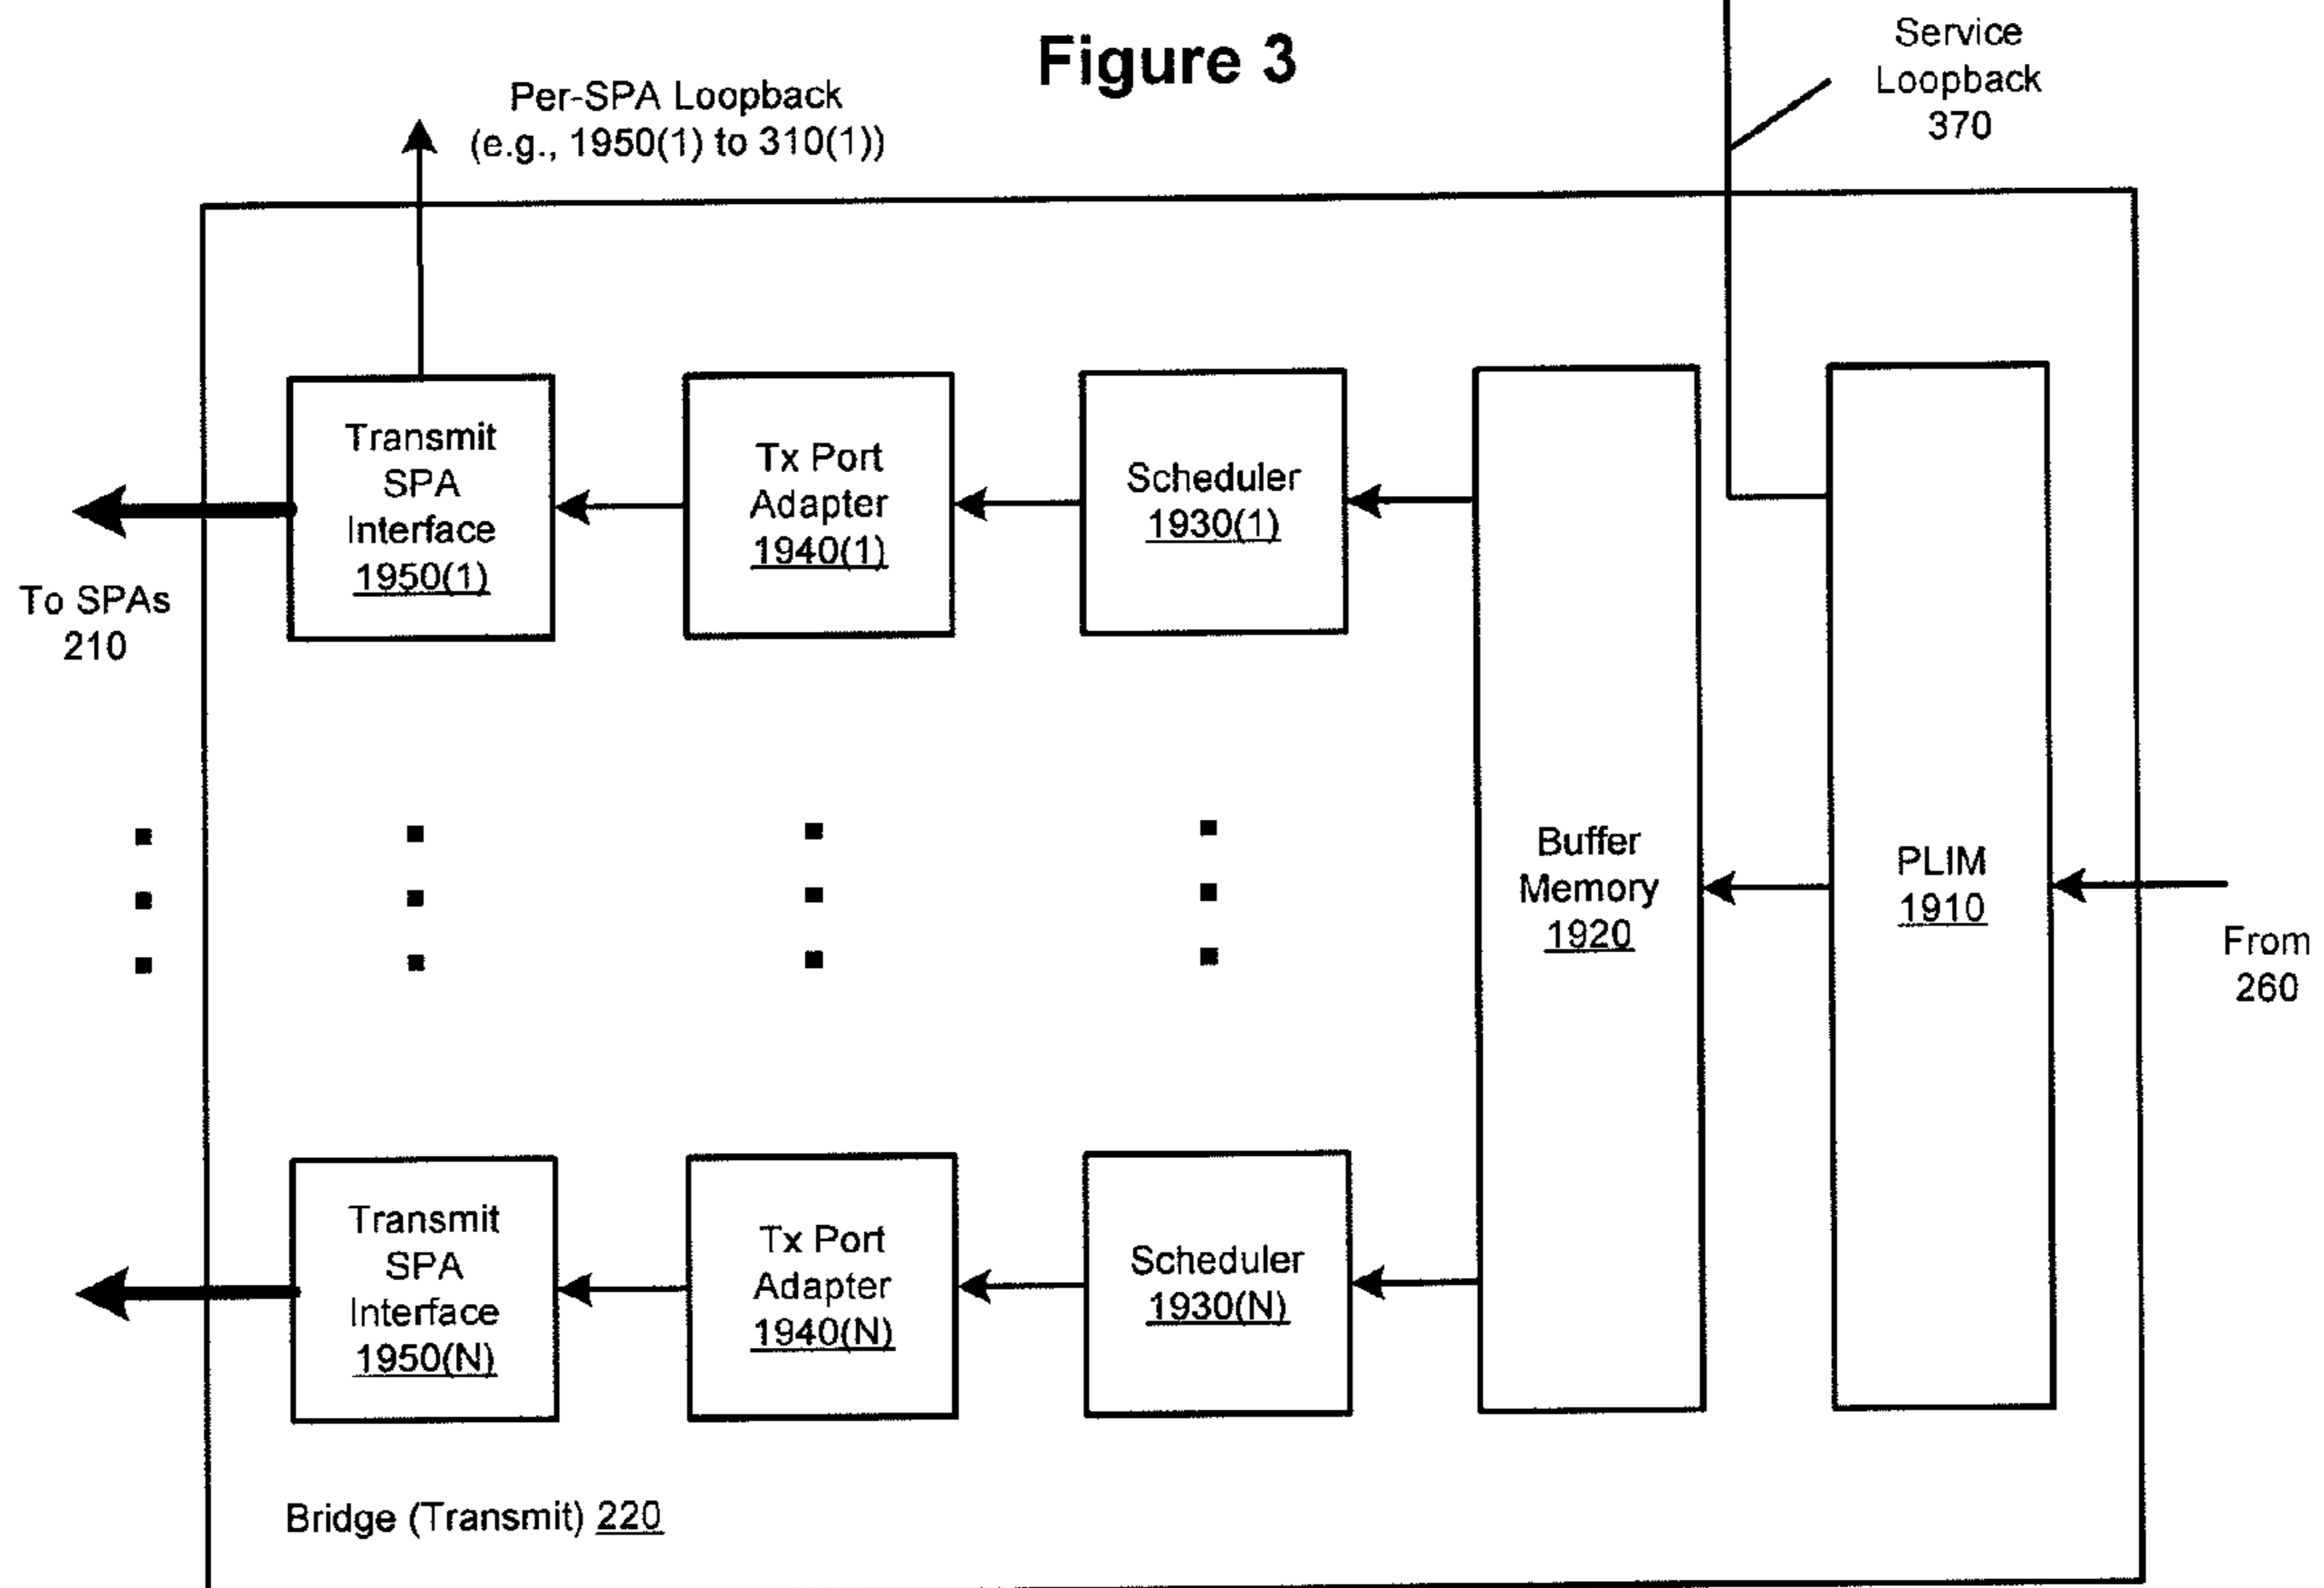 Figure 3
Service
Loopback
370
Per-SPA Loopback
(e.g., 1950(1) to 310(1))
Transmit
SPA
Interface
1950(1)
Tx Port
Adapter
1940(1)
Scheduler
1930(1)
To SPAs
210
Buffer
Memory
1920
PLIM
1910
From
260
Transmit
SPA
Interface
1950(N)
Tx Port
Adapter
1940(N)
Scheduler
1930(N)
Bridge (Transmit) 220